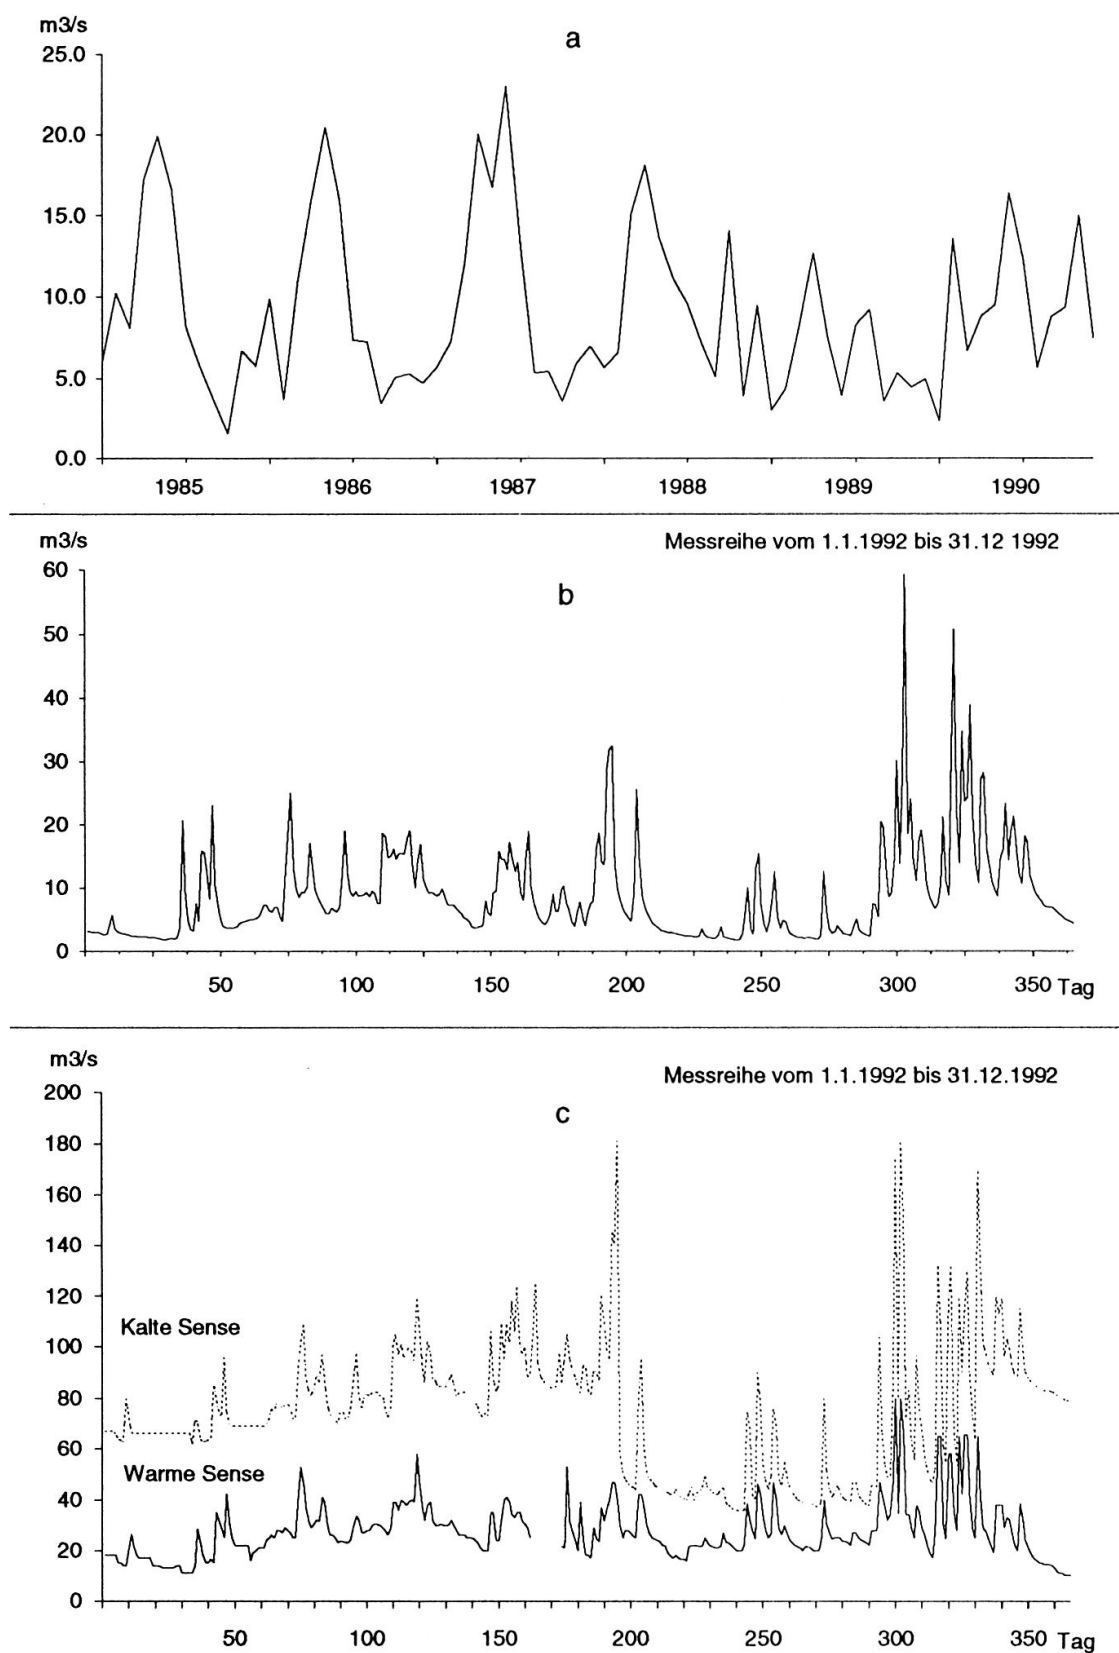 m3/s
a
25.0
20.0
15.0
10.0
5.0
0.0
1985 1986 1987 1988 1989 1990
m3/s
Messreihe vom 1.1.1992 bis 31.12 1992
b
60
50
40
30
20
10
0
50 100 150 200 250 300 350 Tag
m3/s
Messreihe vom 1.1.1992 bis 31.12.1992
c
200
180
160
140
120
Kalte Sense
100
80
60
Warme Sense
40
20
0
50 100 150 200 250 300 350 Tag